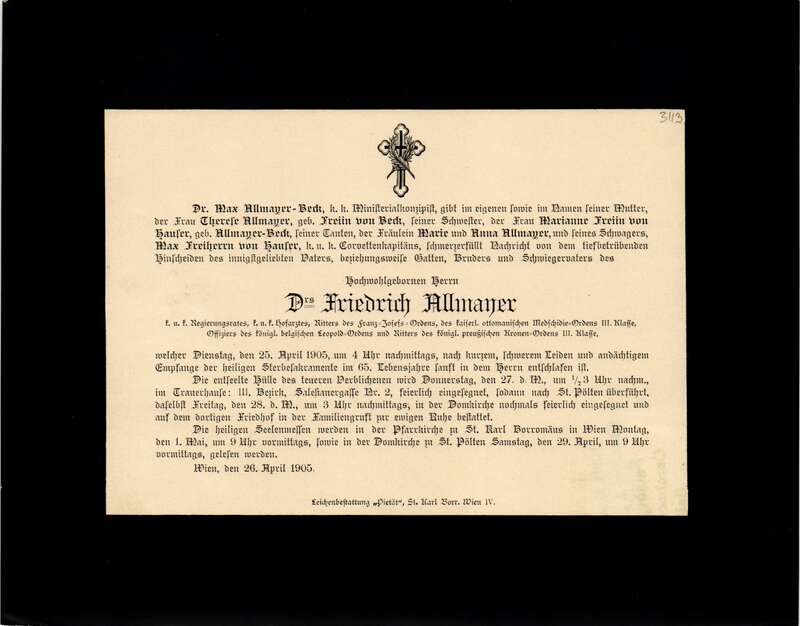 3113
Dr. Max Allmayer-Beck, k. k. Ministerialkonzipist, gibt im eigenen sowie im Namen seiner Mutter,
der Frau Therese Allmayer, geb. Freiin von Beck, seiner Schwester, der Frau Marianne Freiin von
Hauser, geb. Allmayer-Beck, seiner Tanten, der Fräulein Marie und Anna Allmayer, und seines Schwagers,
Max Freiherrn von Hauser, k. u. k. Corvettenkapitäns, schmerzerfüllt Nachricht von dem tiefbetrübenden
Hinscheiden des innigstgeliebten Vaters, beziehungsweise Gatten, Bruders und Schwiegervaters des
Hochwohlgebornen Herrn
Drs Friedrich Allmayer
k. u. k. Regierungsrates, k. u. k. Hofarztes, Ritters des Franz-Josefs-Ordens, des kaiserl. ottomanischen Medschidie-Ordens III. Klasse,
Offiziers des königl. belgischen Leopold-Ordens und Ritters des königl. preußischen Kronen-Ordens III. Klasse,
welcher Dienstag, den 25. April 1905, um 4 Uhr nachmittags, nach kurzem, schwerem Leiden und andächtigem
Empfange der heiligen Sterbesakramente im 65. Lebensjahre sanft in dem Herrn entschlafen ist.
Die entseelte Hülle des teueren Verblichenen wird Donnerstag, den 27. d. M., um 1/2 3 Uhr nachm.,
im Trauerhause: III. Bezirk, Salesianergasse Nr. 2, feierlich eingesegnet, sodann nach St. Pölten überführt,
daselbst Freitag, den 28. d. M., um 3 Uhr nachmittags, in der Domkirche nochmals feierlich eingesegnet und
auf dem dortigen Friedhof in der Familiengruft zur ewigen Ruhe bestattet.
Die heiligen Seelenmessen werden in der Pfarrkirche zu St. Karl Borromäus in Wien Montag,
den 1. Mai, um 9 Uhr vormittags, sowie in der Domkirche zu St. Pölten Samstag, den 29. April, um 9 Uhr
vormittags, gelesen werden.
Wien, den 26. April 1905.
Leichenbestattung „Pietät", St. Karl Borr. Wien IV.